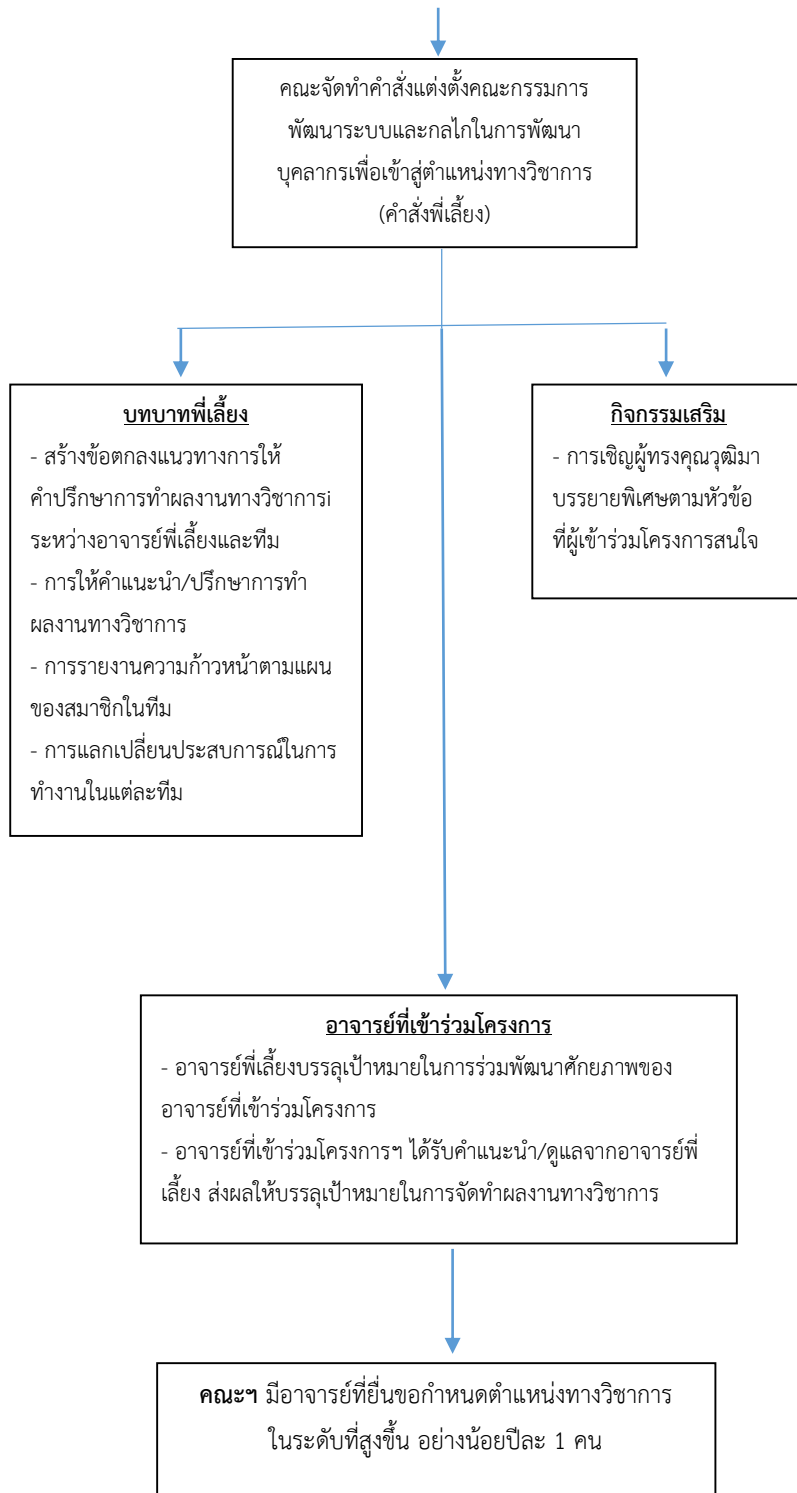 คณะจัดทำคำสั่งแต่งตั้งคณะกรรมการ
พัฒนาระบบและกลไกในการพัฒนา
บุคลากรเพื่อเข้าสู่ตำแหน่งทางวิชาการ
(คำสั่งพี่เลี้ยง)
บทบาทพี่เลี้ยง
- สร้างข้อตกลงแนวทางการให้
คำปรึกษาการทำผลงานทางวิชาการi
ระหว่างอาจารย์พี่เลี้ยงและทีม
- การให้คำแนะนำ/ปรึกษาการทำ
ผลงานทางวิชาการ
- การรายงานความก้าวหน้าตามแผน
ของสมาชิกในทีม
- การแลกเปลี่ยนประสบการณ์ในการ
ทำงานในแต่ละทีม
กิจกรรมเสริม
- การเชิญผู้ทรงคุณวุฒิมา
บรรยายพิเศษตามหัวข้อ
ที่ผู้เข้าร่วมโครงการสนใจ
อาจารย์ที่เข้าร่วมโครงการ
- อาจารย์พี่เลี้ยงบรรลุเป้าหมายในการร่วมพัฒนาศักยภาพของ
อาจารย์ที่เข้าร่วมโครงการ
- อาจารย์ที่เข้าร่วมโครงการฯ ได้รับคำแนะนำ/ดูแลจากอาจารย์พี่
เลี้ยง ส่งผลให้บรรลุเป้าหมายในการจัดทำผลงานทางวิชาการ
คณะฯ มีอาจารย์ที่ยื่นขอกำหนดตำแหน่งทางวิชาการ
ในระดับที่สูงขึ้น อย่างน้อยปีละ 1 คน